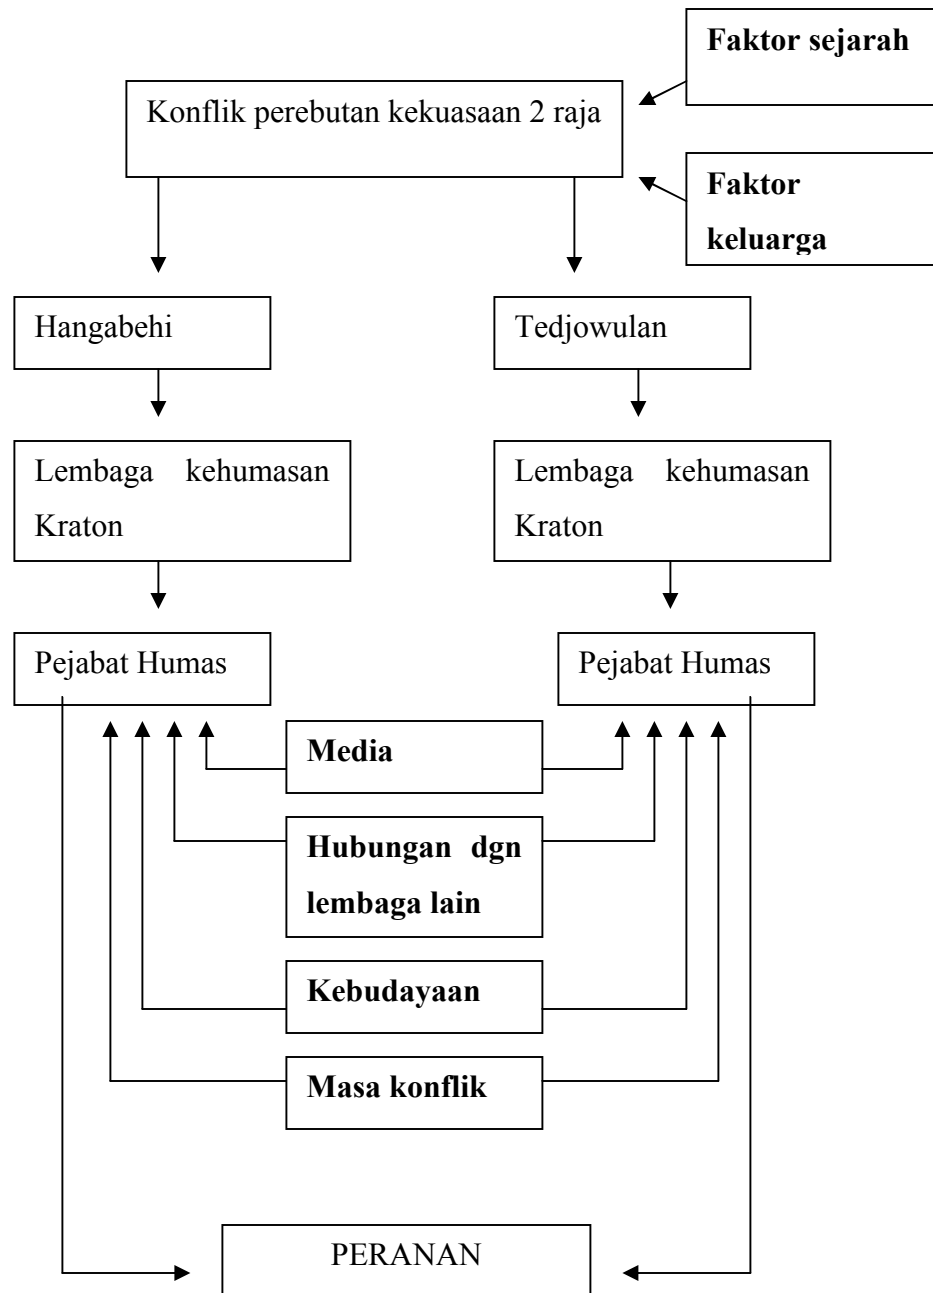 Faktor sejarah
Konflik perebutan kekuasaan 2 raja
Faktor
keluarga
Hangabehi
Tedjowulan
Lembaga kehumasan
Kraton
Lembaga kehumasan
Kraton
Pejabat Humas
Pejabat Humas
Media
Hubungan dgn
lembaga lain
Kebudayaan
Masa konflik
PERANAN